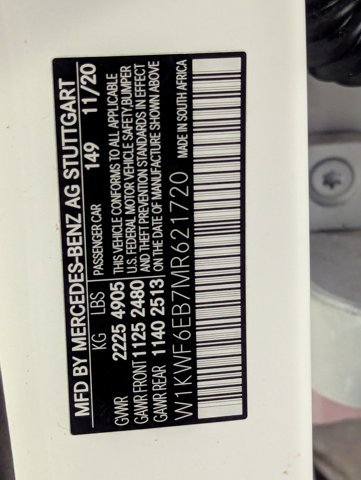 MFD BY MERCEDES-BENZ AG STUTTGART
KG LBS PASSENGER CAR 149 11/20
GVWR 2225 4905 THIS VEHICLE CONFORMS TO ALL APPLICABLE
GAWR FRONT 1125 2480 U.S. FEDERAL MOTOR VEHICLE SAFETY,BUMPER
GAWR REAR 1140 2513 AND THEFT PREVENTION STANDARDS IN EFFECT
ON THE DATE OF MANUFACTURE SHOWN ABOVE
MADE IN SOUTH AFRICA
W1KWF6EB7MR621720